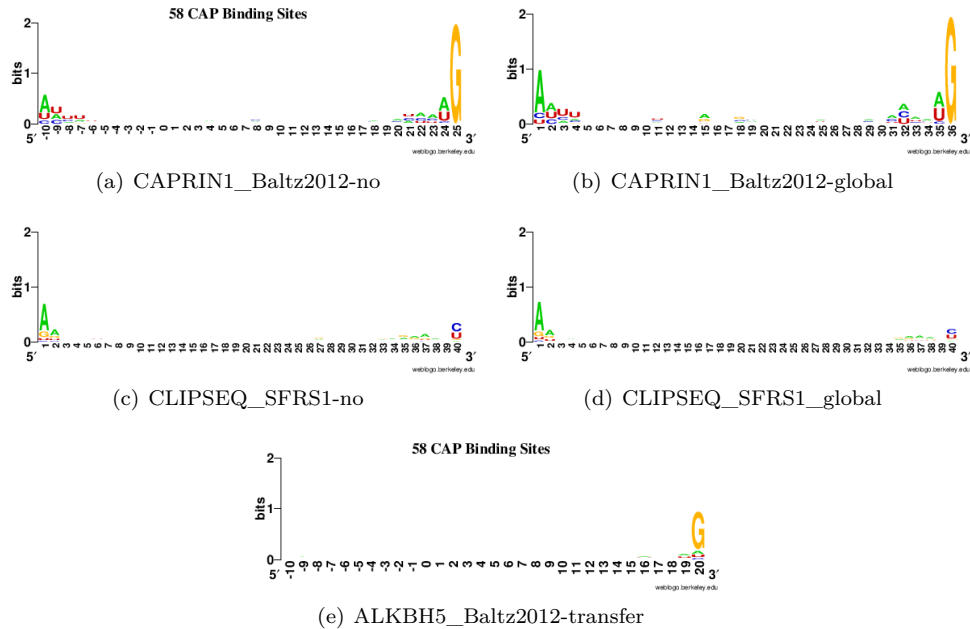 58 CAP Binding Sites
2
1
0
bits
A U G
5′
-10 -9 -8 -7 -6 -5 -4 -3 -2 -1 0 1 2 3 4 5 6 7 8 9 10 11 12 13 14 15 16 17 18 19 20 21 22 23 24 25
3′
weblogo.berkeley.edu
(a) CAPRIN1_Baltz2012-no
2
1
0
bits
A U G
5′
1 2 3 4 5 6 7 8 9 10 11 12 13 14 15 16 17 18 19 20 21 22 23 24 25 26 27 28 29 30 31 32 33 34 35 36
3′
weblogo.berkeley.edu
(b) CAPRIN1_Baltz2012-global
2
1
0
bits
A A C U
5′
1 2 3 4 5 6 7 8 9 10 11 12 13 14 15 16 17 18 19 20 21 22 23 24 25 26 27 28 29 30 31 32 33 34 35 36 37 38 39 40
3′
weblogo.berkeley.edu
(c) CLIPSEQ_SFRS1-no
2
1
0
bits
A A C U
5′
1 2 3 4 5 6 7 8 9 10 11 12 13 14 15 16 17 18 19 20 21 22 23 24 25 26 27 28 29 30 31 32 33 34 35 36 37 38 39 40
3′
weblogo.berkeley.edu
(d) CLIPSEQ_SFRS1_global
58 CAP Binding Sites
2
1
0
bits
G
5′
-10 -9 -8 -7 -6 -5 -4 -3 -2 -1 0 1 2 3 4 5 6 7 8 9 10 11 12 13 14 15 16 17 18 19 20
3′
weblogo.berkeley.edu
(e) ALKBH5_Baltz2012-transfer